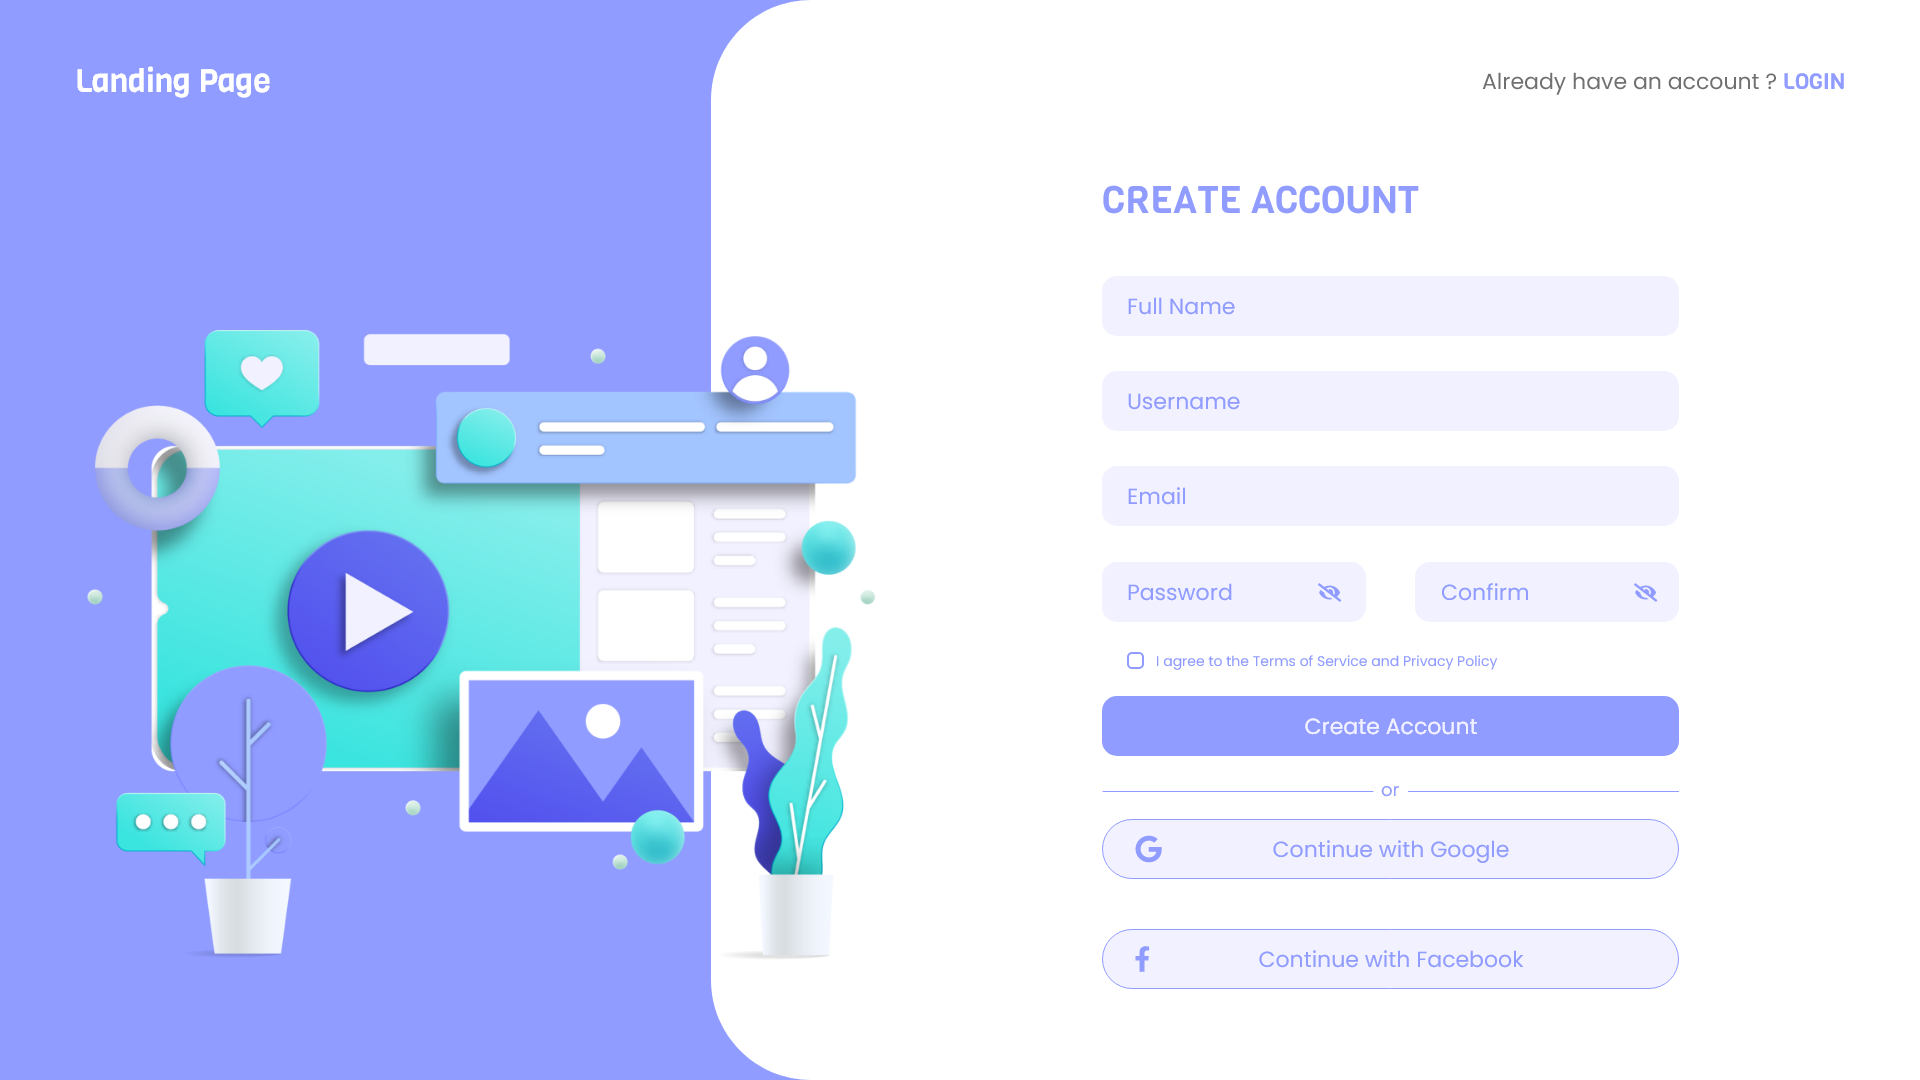 Landing Page
Already have an account ? LOGIN
CREATE ACCOUNT
Full Name
Username
Email
Password
Confirm
I agree to the Terms of Service and Privacy Policy
Create Account
or
Continue with Google
Continue with Facebook